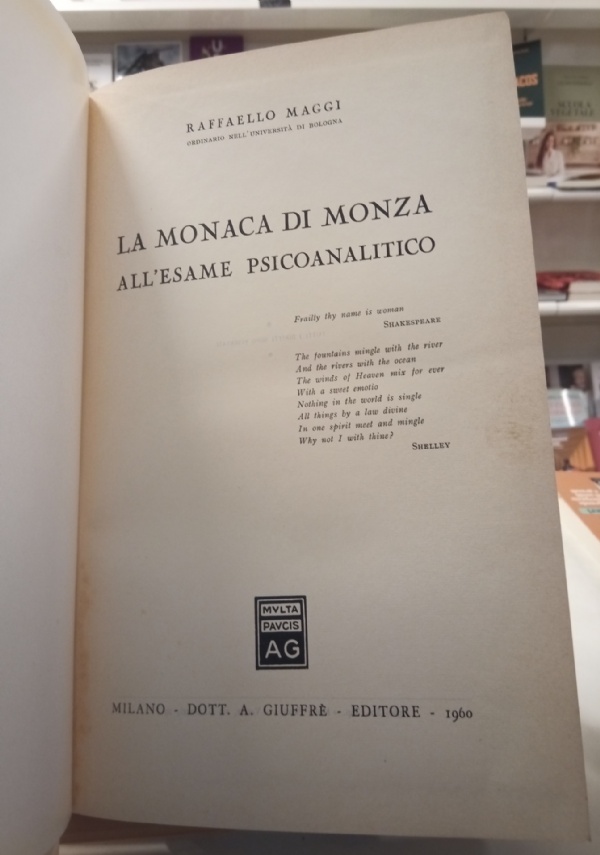 RAFFAELLO MAGGI
ORDINARIO NELL'UNIVERSITÀ DI BOLOGNA
LA MONACA DI MONZA
ALL'ESAME PSICOANALITICO
Frailly thy name is woman
SHAKESPEARE
The fountains mingle with the river
And the rivers with the ocean
The winds of Heaven mix for ever
With a sweet emotio
Nothing in the world is single
All things by a law divine
In one spirit meet and mingle
Why not I with thine?
SHELLEY
MVLTA
PAVCIS
AG
MILANO - DOTT. A. GIUFFRÈ - EDITORE - 1960